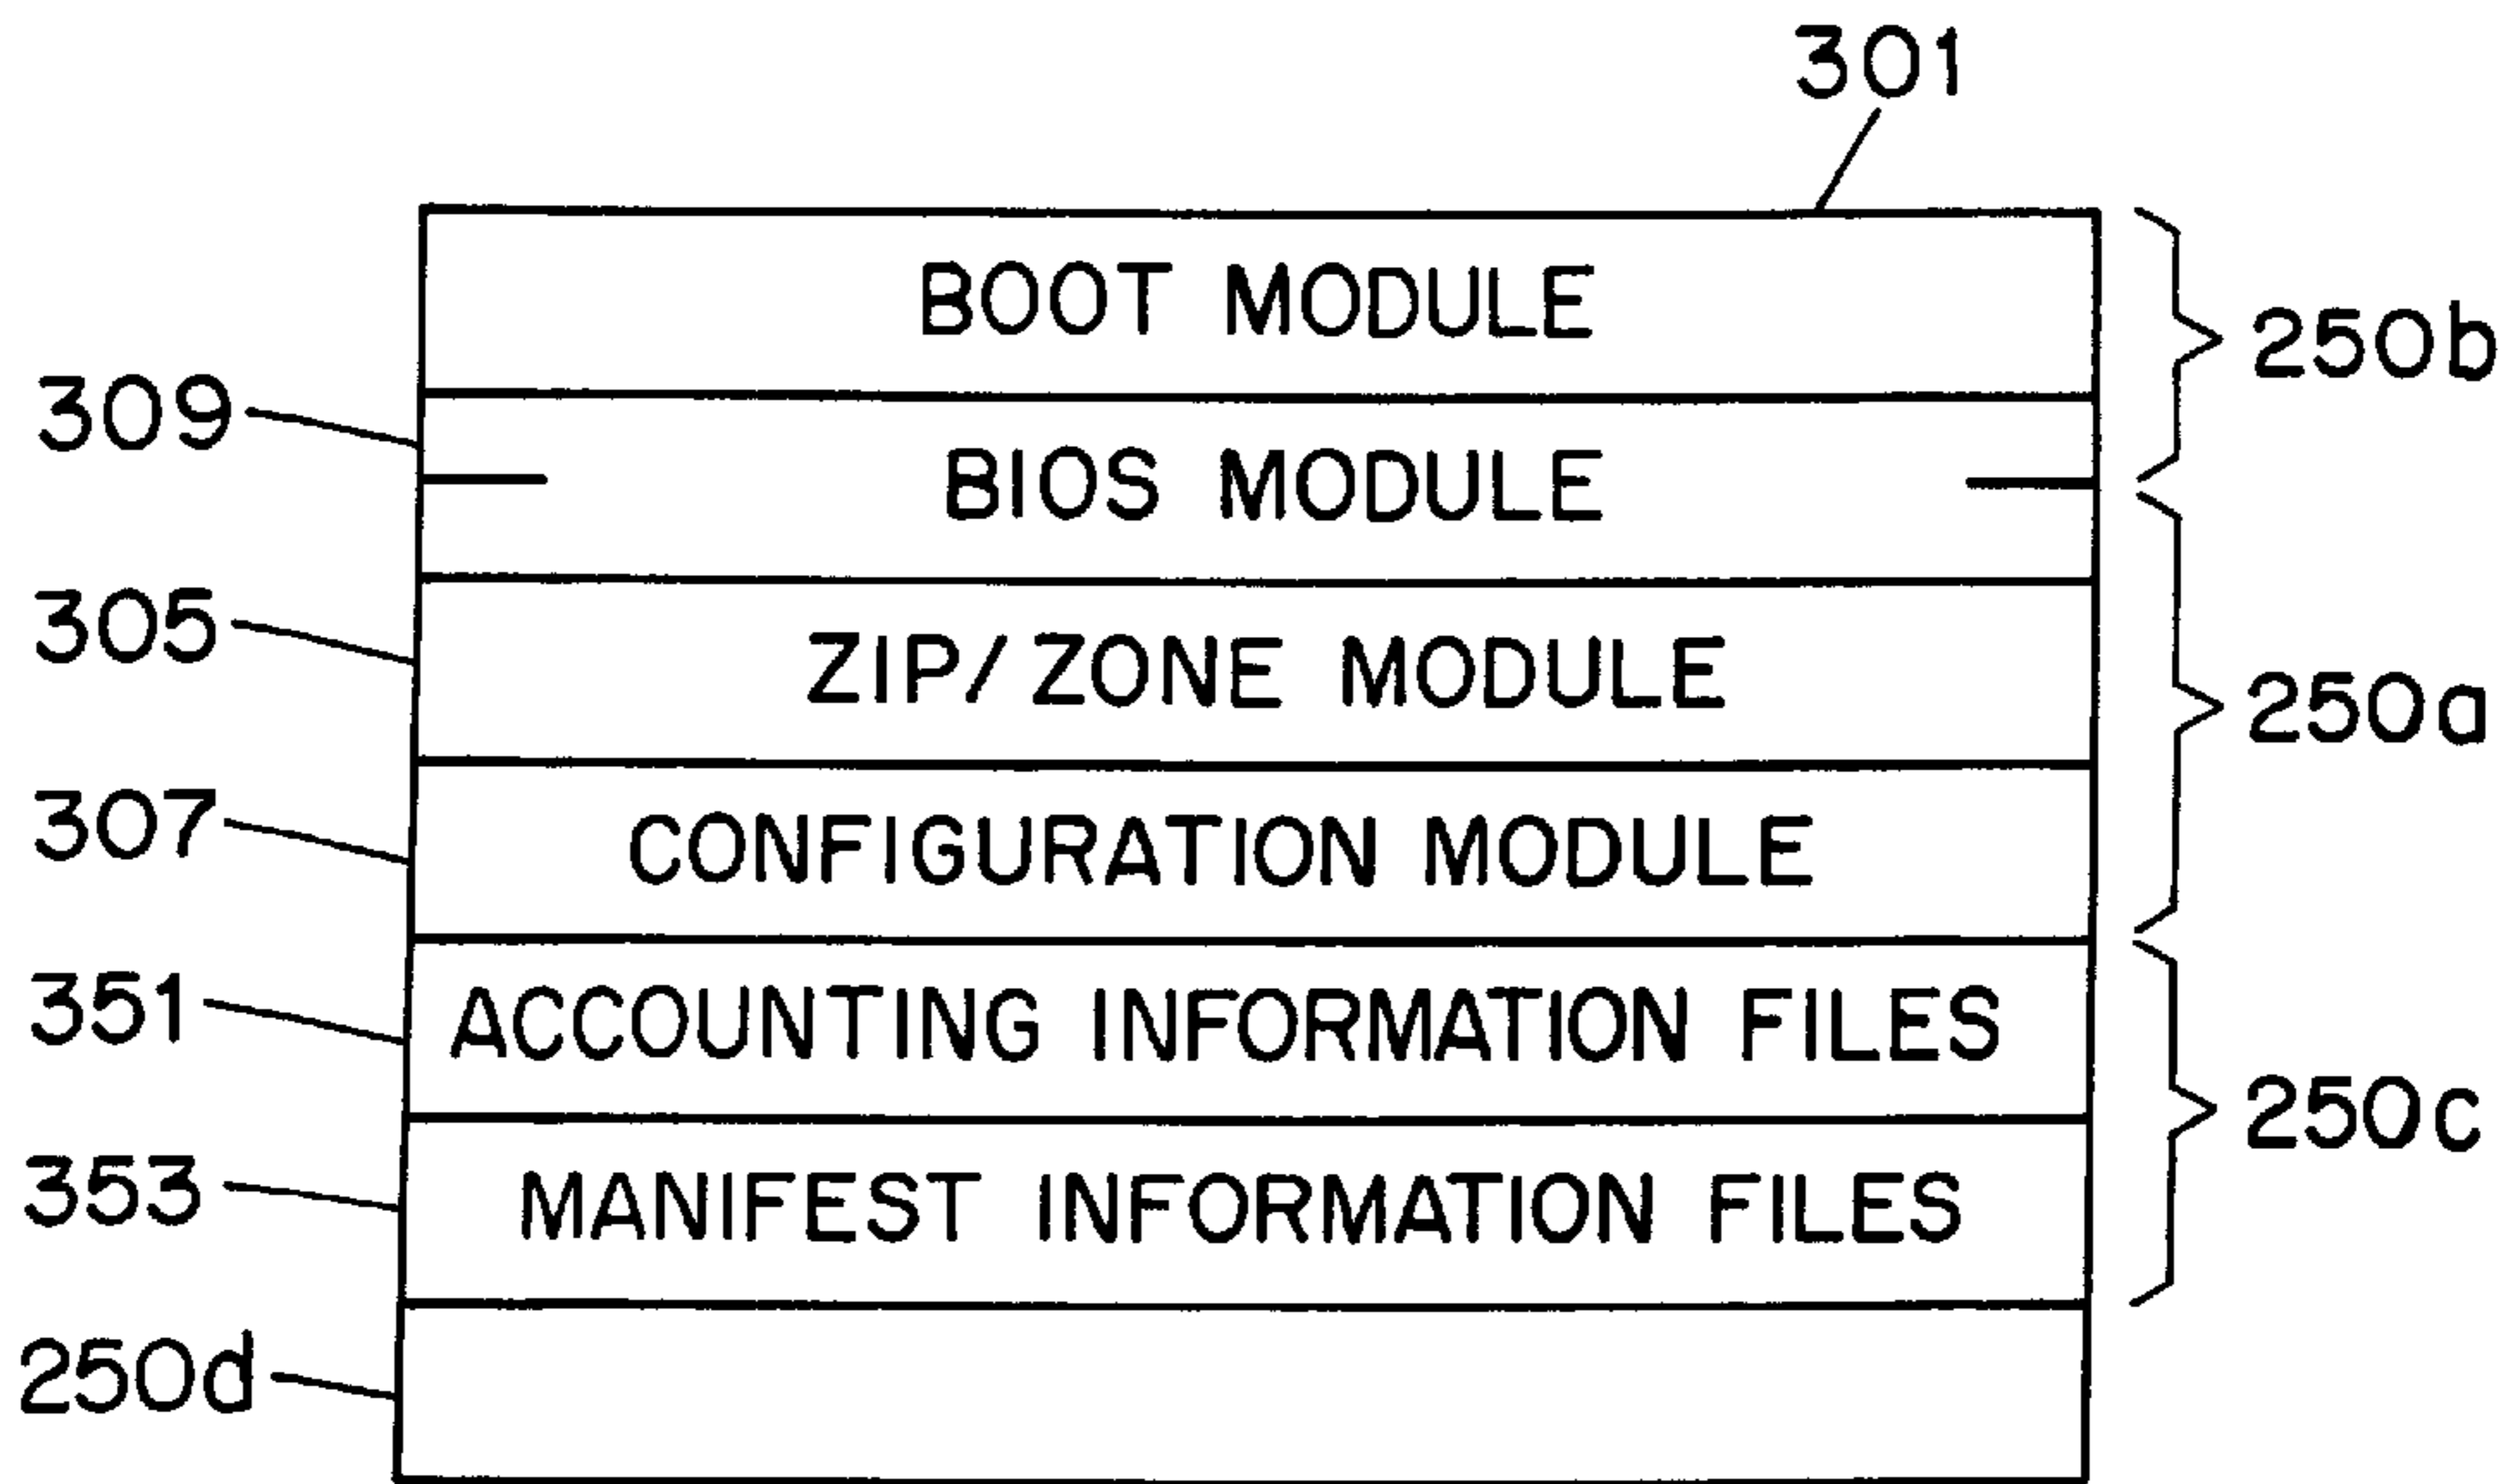 301
BOOT MODULE
250b
309
BIOS MODULE
305
ZIP/ZONE MODULE
250a
307
CONFIGURATION MODULE
351
ACCOUNTING INFORMATION FILES
250c
353
MANIFEST INFORMATION FILES
250d